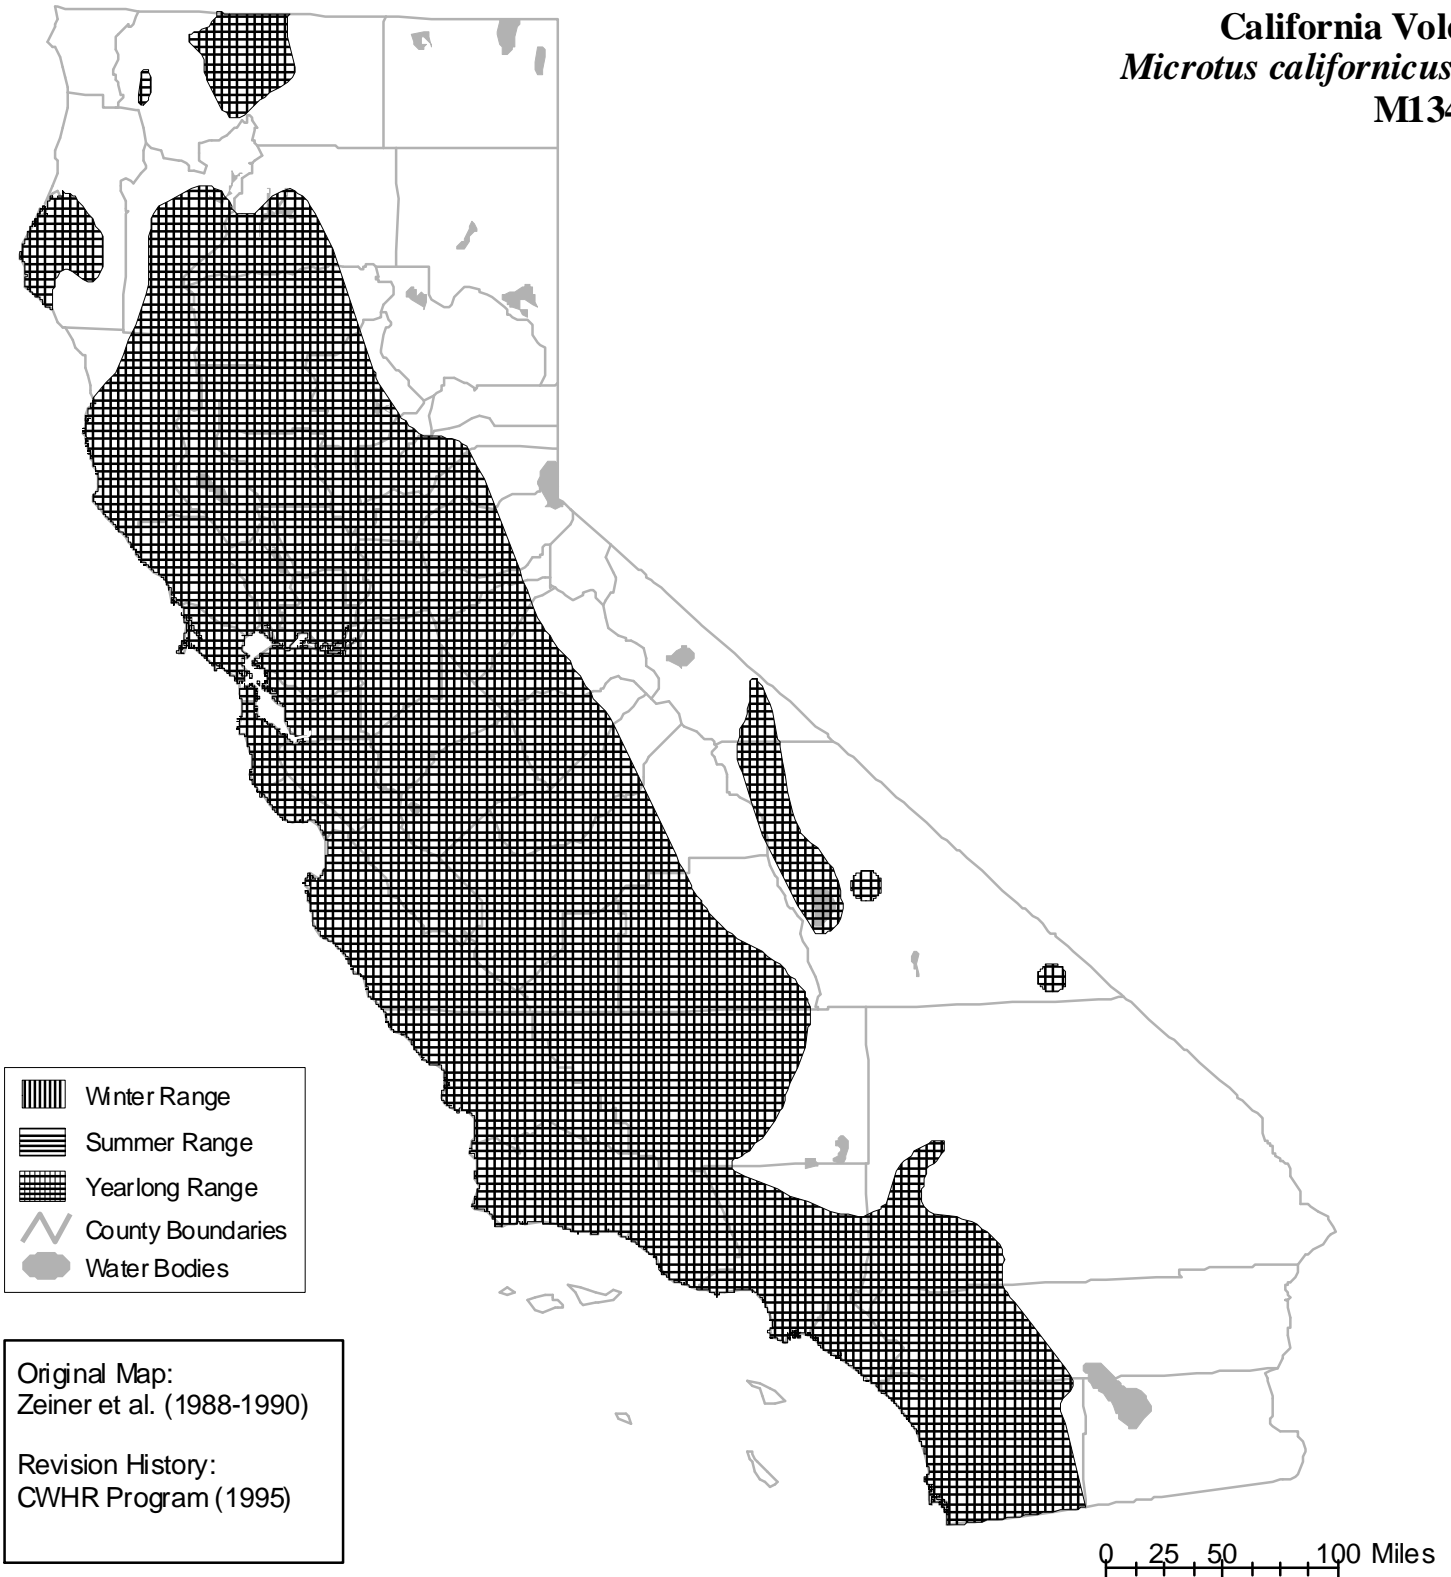 California Vole
Microtus californicus
M134
Winter Range
Summer Range
Yearlong Range
County Boundaries
Water Bodies
Original Map:
Zeiner et al. (1988-1990)
Revision History:
CWHR Program (1995)
0 25 50 100 Miles